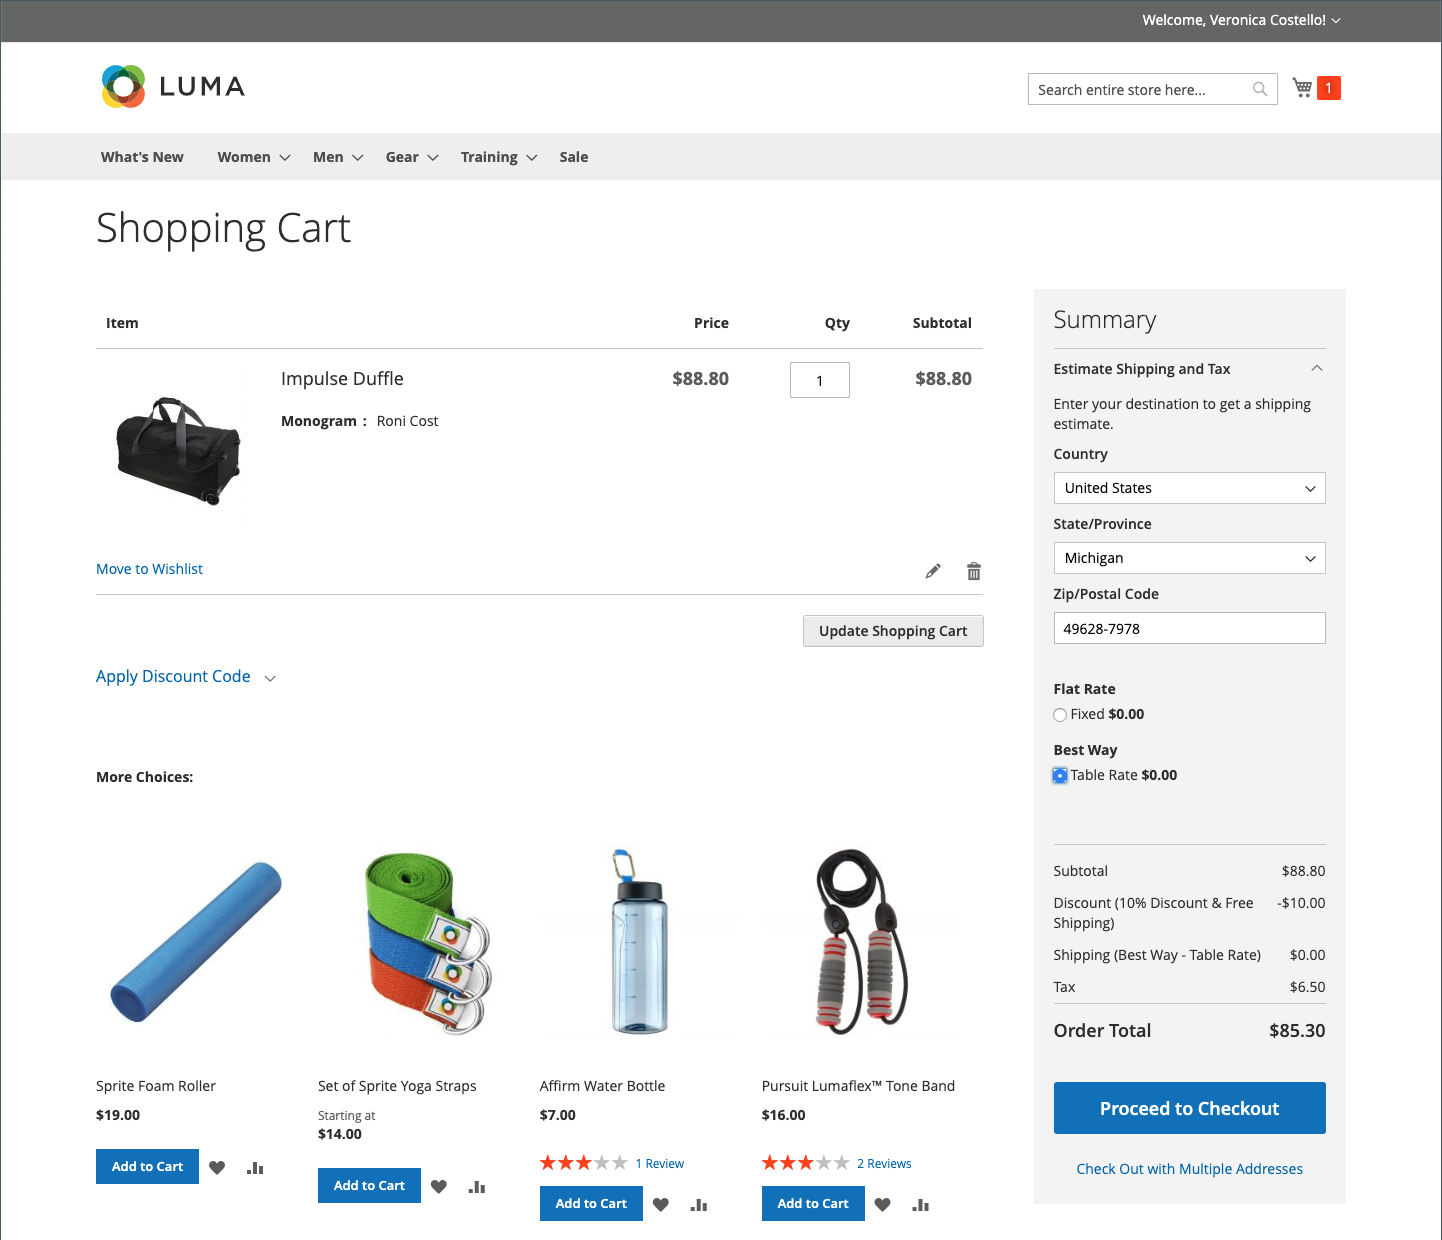 Welcome, Veronica Costello!
LUMA
Search entire store here...
1
What's New
Women
Men
Gear
Training
Sale
Shopping Cart
Item
Price
Qty
Subtotal
Impulse Duffle
$88.80
1
$88.80
Monogram : Roni Cost
Move to Wishlist
Update Shopping Cart
Apply Discount Code
Summary
Estimate Shipping and Tax
Enter your destination to get a shipping
estimate.
Country
United States
State/Province
Michigan
Zip/Postal Code
49628-7978
Flat Rate
Fixed $0.00
Best Way
Table Rate $0.00
Subtotal $88.80
Discount (10% Discount & Free -$10.00
Shipping)
Shipping (Best Way - Table Rate) $0.00
Tax $6.50
Order Total $85.30
Proceed to Checkout
Check Out with Multiple Addresses
More Choices:
Sprite Foam Roller
$19.00
Add to Cart
Set of Sprite Yoga Straps
Starting at
$14.00
Add to Cart
Affirm Water Bottle
$7.00
1 Review
Add to Cart
Pursuit Lumaflex™ Tone Band
$16.00
2 Reviews
Add to Cart